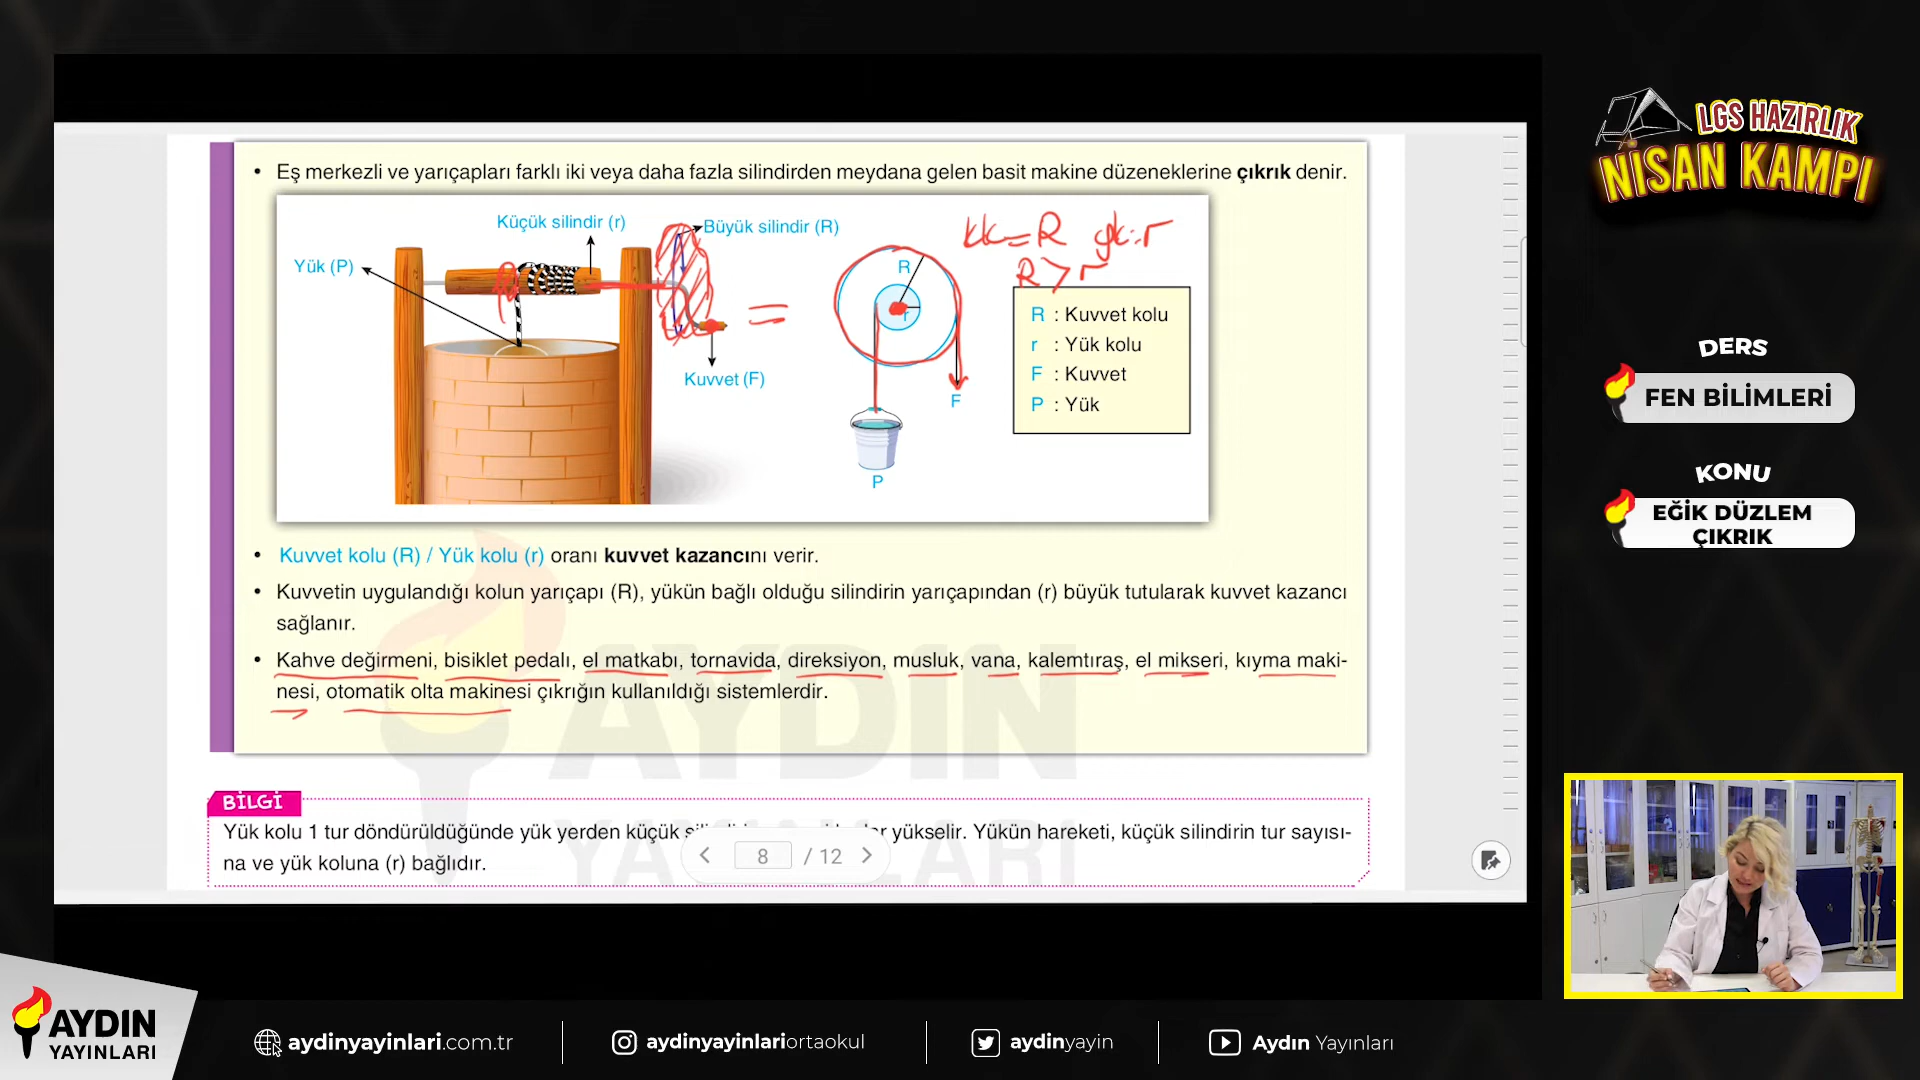 • Eş merkezli ve yarıçapları farklı iki veya daha fazla silindirden meydana gelen basit makine düzeneklerine çıkrık denir.
Küçük silindir (r)
Büyük silindir (R)
Yük (P)
Kuvvet (F)
=
R
r
F
P
kk=R yk=r
R>r
R : Kuvvet kolu
r : Yük kolu
F : Kuvvet
P : Yük
• Kuvvet kolu (R) / Yük kolu (r) oranı kuvvet kazancını verir.
• Kuvvetin uygulandığı kolun yarıçapı (R), yükün bağlı olduğu silindirin yarıçapından (r) büyük tutularak kuvvet kazancı
sağlanır.
• Kahve değirmeni, bisiklet pedalı, el matkabı, tornavida, direksiyon, musluk, vana, kalemtıraş, el mikseri, kıyma maki-
nesi, otomatik olta makinesi çıkrığın kullanıldığı sistemlerdir.
AYDIN
YAYINLARI
BİLGİ
Yük kolu 1 tur döndürüldüğünde yük yerden küçük yükselir. Yükün hareketi, küçük silindirin tur sayısı-
na ve yük koluna (r) bağlıdır.
8 / 12
LGS HAZIRLIK
NİSAN KAMPI
DERS
FEN BİLİMLERİ
KONU
EĞİK DÜZLEM
ÇIKRIK
AYDIN
YAYINLARI
aydinyayinlari.com.tr
aydinyayinlariortaokul
aydinyayin
Aydın Yayınları